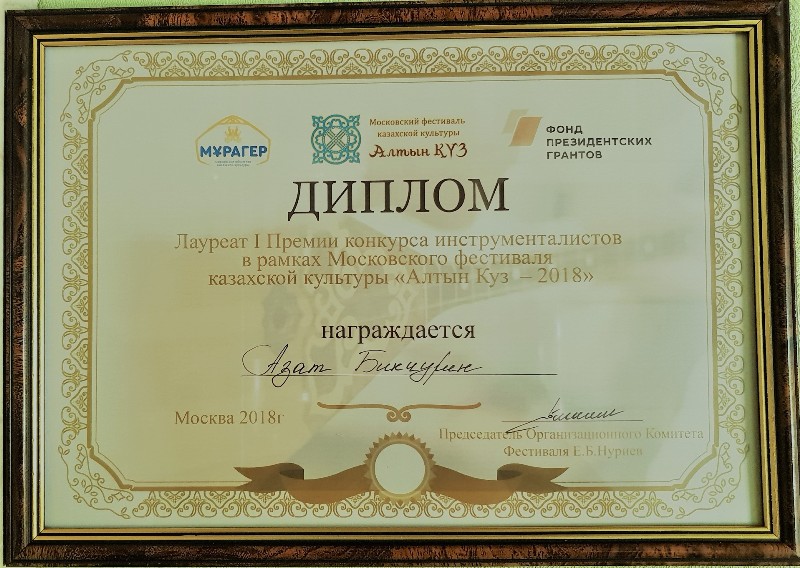 МҰРАГЕР
Московский фестиваль
казахской культуры
Алтын КҮЗ
ФОНД
ПРЕЗИДЕНТСКИХ
ГРАНТОВ
ДИПЛОМ
Лауреат I Премии конкурса инструменталистов
в рамках Московского фестиваля
казахской культуры «Алтын Куз – 2018»
награждается
Азат Бикчурин
Москва 2018г
Председатель Организационного Комитета
Фестиваля Е.Б.Нуриев